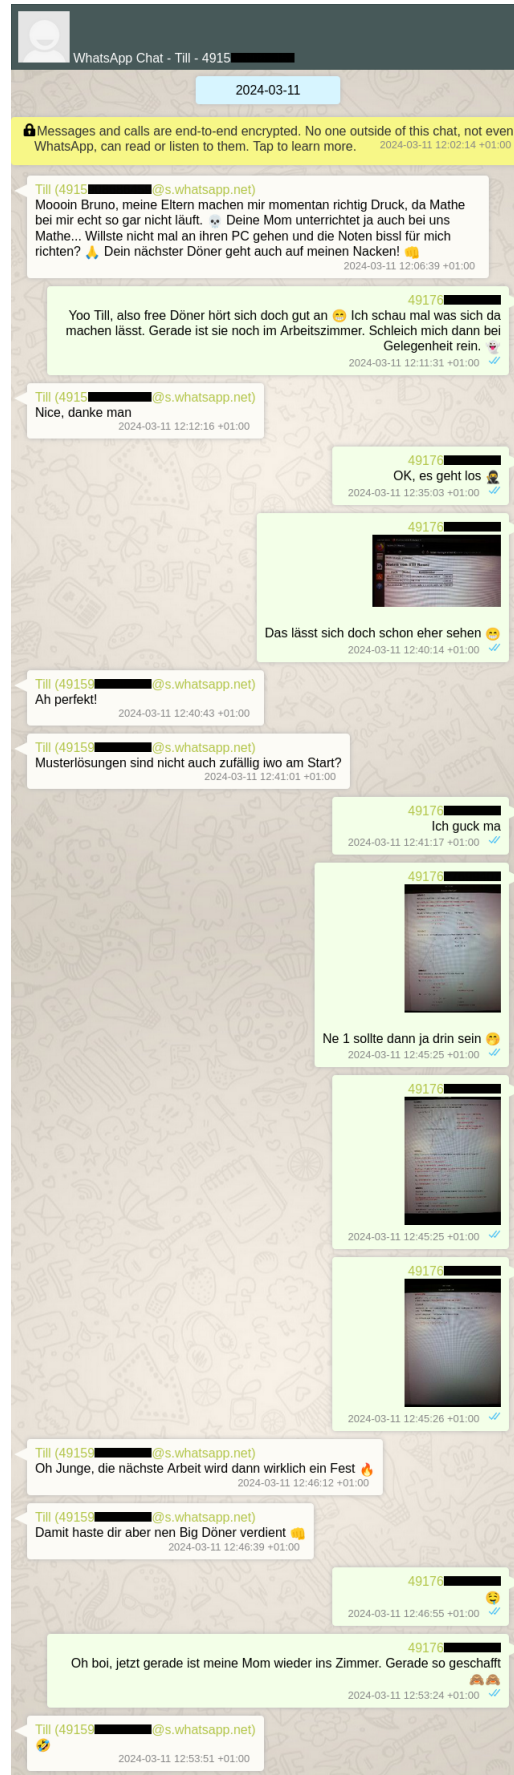 WhatsApp Chat - Till - 4915
2024-03-11
Messages and calls are end-to-end encrypted. No one outside of this chat, not even
WhatsApp, can read or listen to them. Tap to learn more.
2024-03-11 12:02:14 +01:00
Till (4915 @s.whatsapp.net)
Moooin Bruno, meine Eltern machen mir momentan richtig Druck, da Mathe
bei mir echt so gar nicht läuft. 💀 Deine Mom unterrichtet ja auch bei uns
Mathe... Willste nicht mal an ihren PC gehen und die Noten bissl für mich
richten? 🙏 Dein nächster Döner geht auch auf meinen Nacken! 👊
2024-03-11 12:06:39 +01:00
49176
Yoo Till, also free Döner hört sich doch gut an 😁 Ich schau mal was sich da
machen lässt. Gerade ist sie noch im Arbeitszimmer. Schleich mich dann bei
Gelegenheit rein. 👻
2024-03-11 12:11:31 +01:00
Till (4915 @s.whatsapp.net)
Nice, danke man
2024-03-11 12:12:16 +01:00
49176
OK, es geht los 🥷
2024-03-11 12:35:03 +01:00
49176
Das lässt sich doch schon eher sehen 😁
2024-03-11 12:40:14 +01:00
Till (49159 @s.whatsapp.net)
Ah perfekt!
2024-03-11 12:40:43 +01:00
Till (49159 @s.whatsapp.net)
Musterlösungen sind nicht auch zufällig iwo am Start?
2024-03-11 12:41:01 +01:00
49176
Ich guck ma
2024-03-11 12:41:17 +01:00
49176
Ne 1 sollte dann ja drin sein 🤭
2024-03-11 12:45:25 +01:00
49176
2024-03-11 12:45:25 +01:00
49176
2024-03-11 12:45:26 +01:00
Till (49159 @s.whatsapp.net)
Oh Junge, die nächste Arbeit wird dann wirklich ein Fest 🔥
2024-03-11 12:46:12 +01:00
Till (49159 @s.whatsapp.net)
Damit haste dir aber nen Big Döner verdient 👊
2024-03-11 12:46:39 +01:00
49176
🤤
2024-03-11 12:46:55 +01:00
49176
Oh boi, jetzt gerade ist meine Mom wieder ins Zimmer. Gerade so geschafft
🙈🙈
2024-03-11 12:53:24 +01:00
Till (49159 @s.whatsapp.net)
🤣
2024-03-11 12:53:51 +01:00